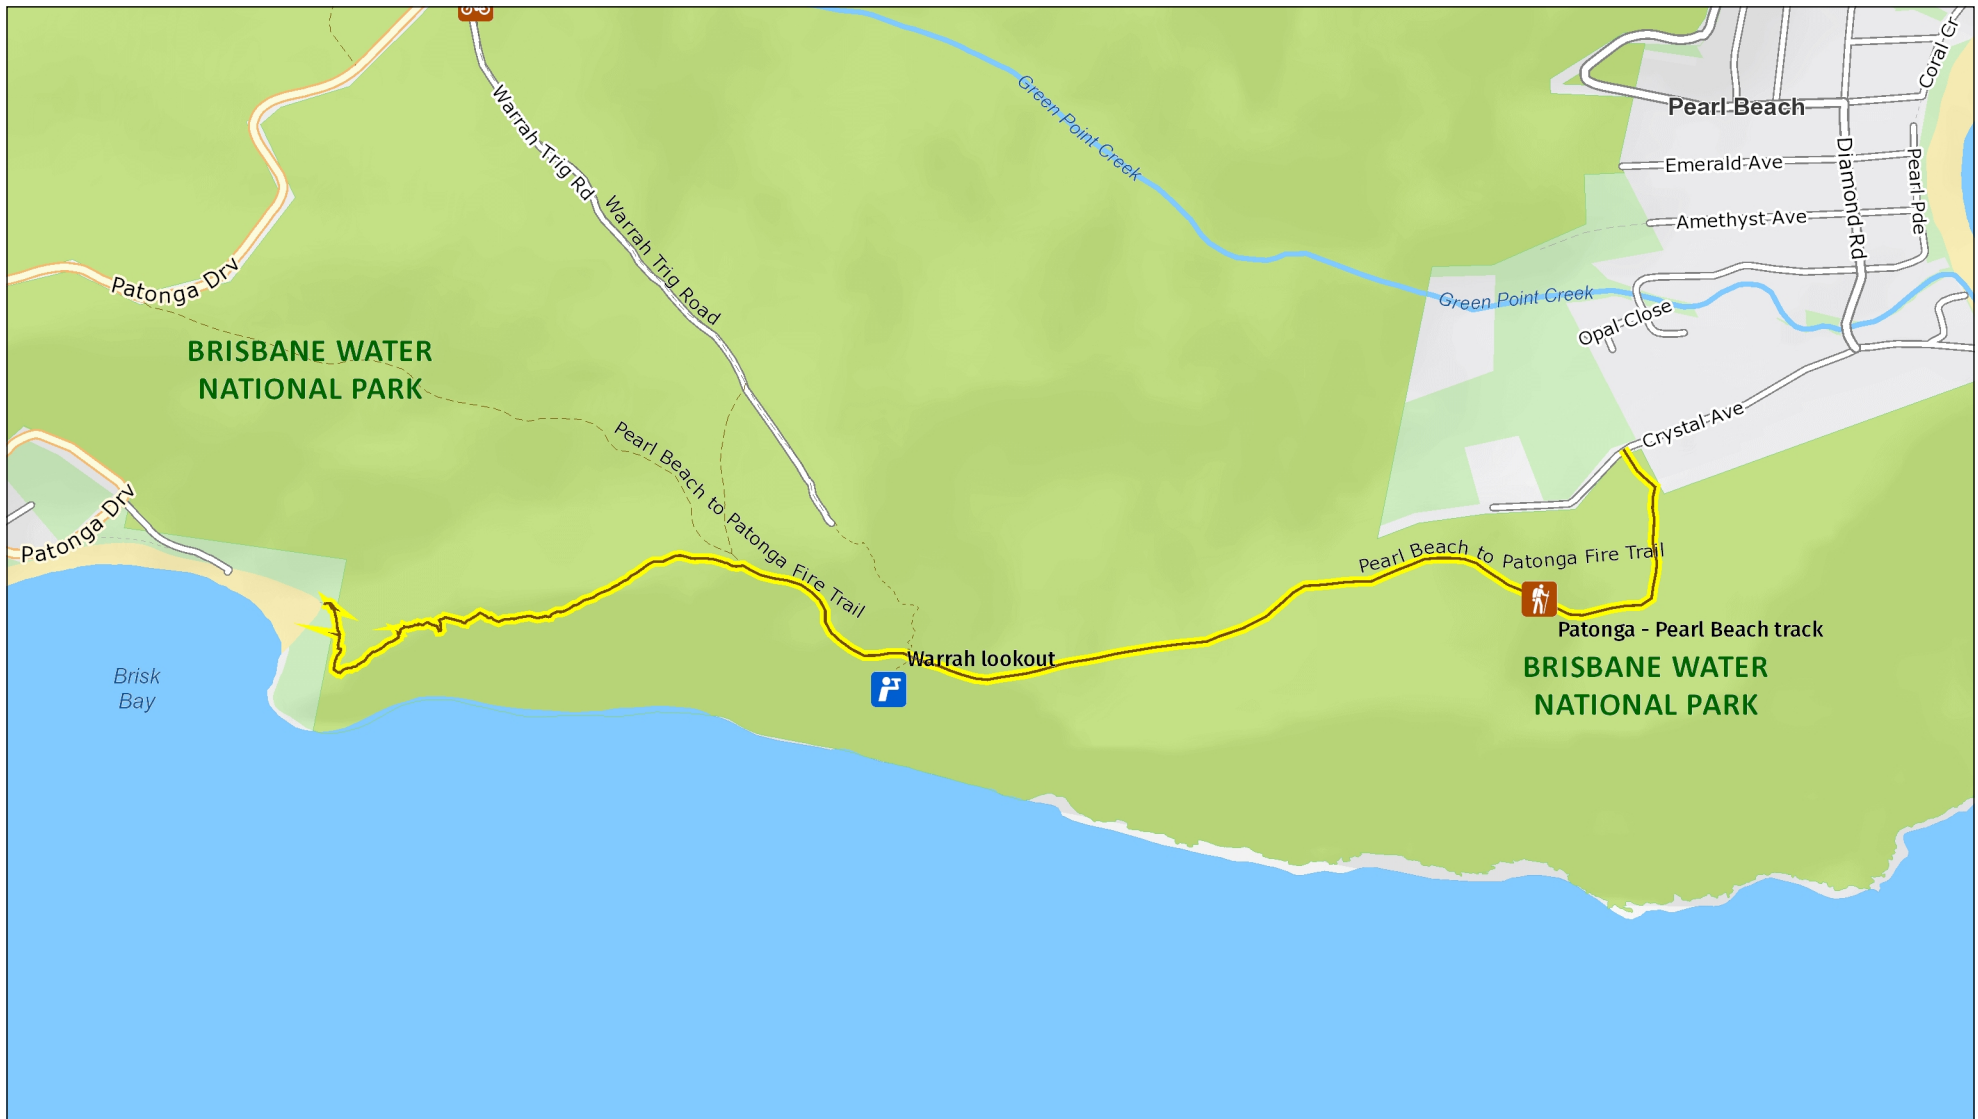 Coral Cr
Warrah Trig Rd
Green Point Creek
Pearl Beach
Emerald Ave
Diamond Rd
Pearl Pde
Amethyst Ave
Warrah Trig Road
Patonga Drv
Green Point Creek
Opal Close
BRISBANE WATER
NATIONAL PARK
Crystal Ave
Pearl Beach to Patonga Fire Trail
Patonga Drv
Pearl Beach to Patonga Fire Trail
Patonga - Pearl Beach track
Warrah lookout
BRISBANE WATER
NATIONAL PARK
Brisk
Bay